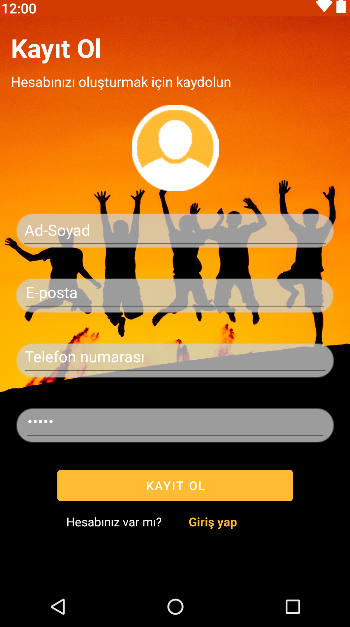 12:00
Kayıt Ol
Hesabınızı oluşturmak için kaydolun
Ad-Soyad
E-posta
Telefon numarası
•••••
KAYIT OL
Hesabınız var mı? Giriş yap